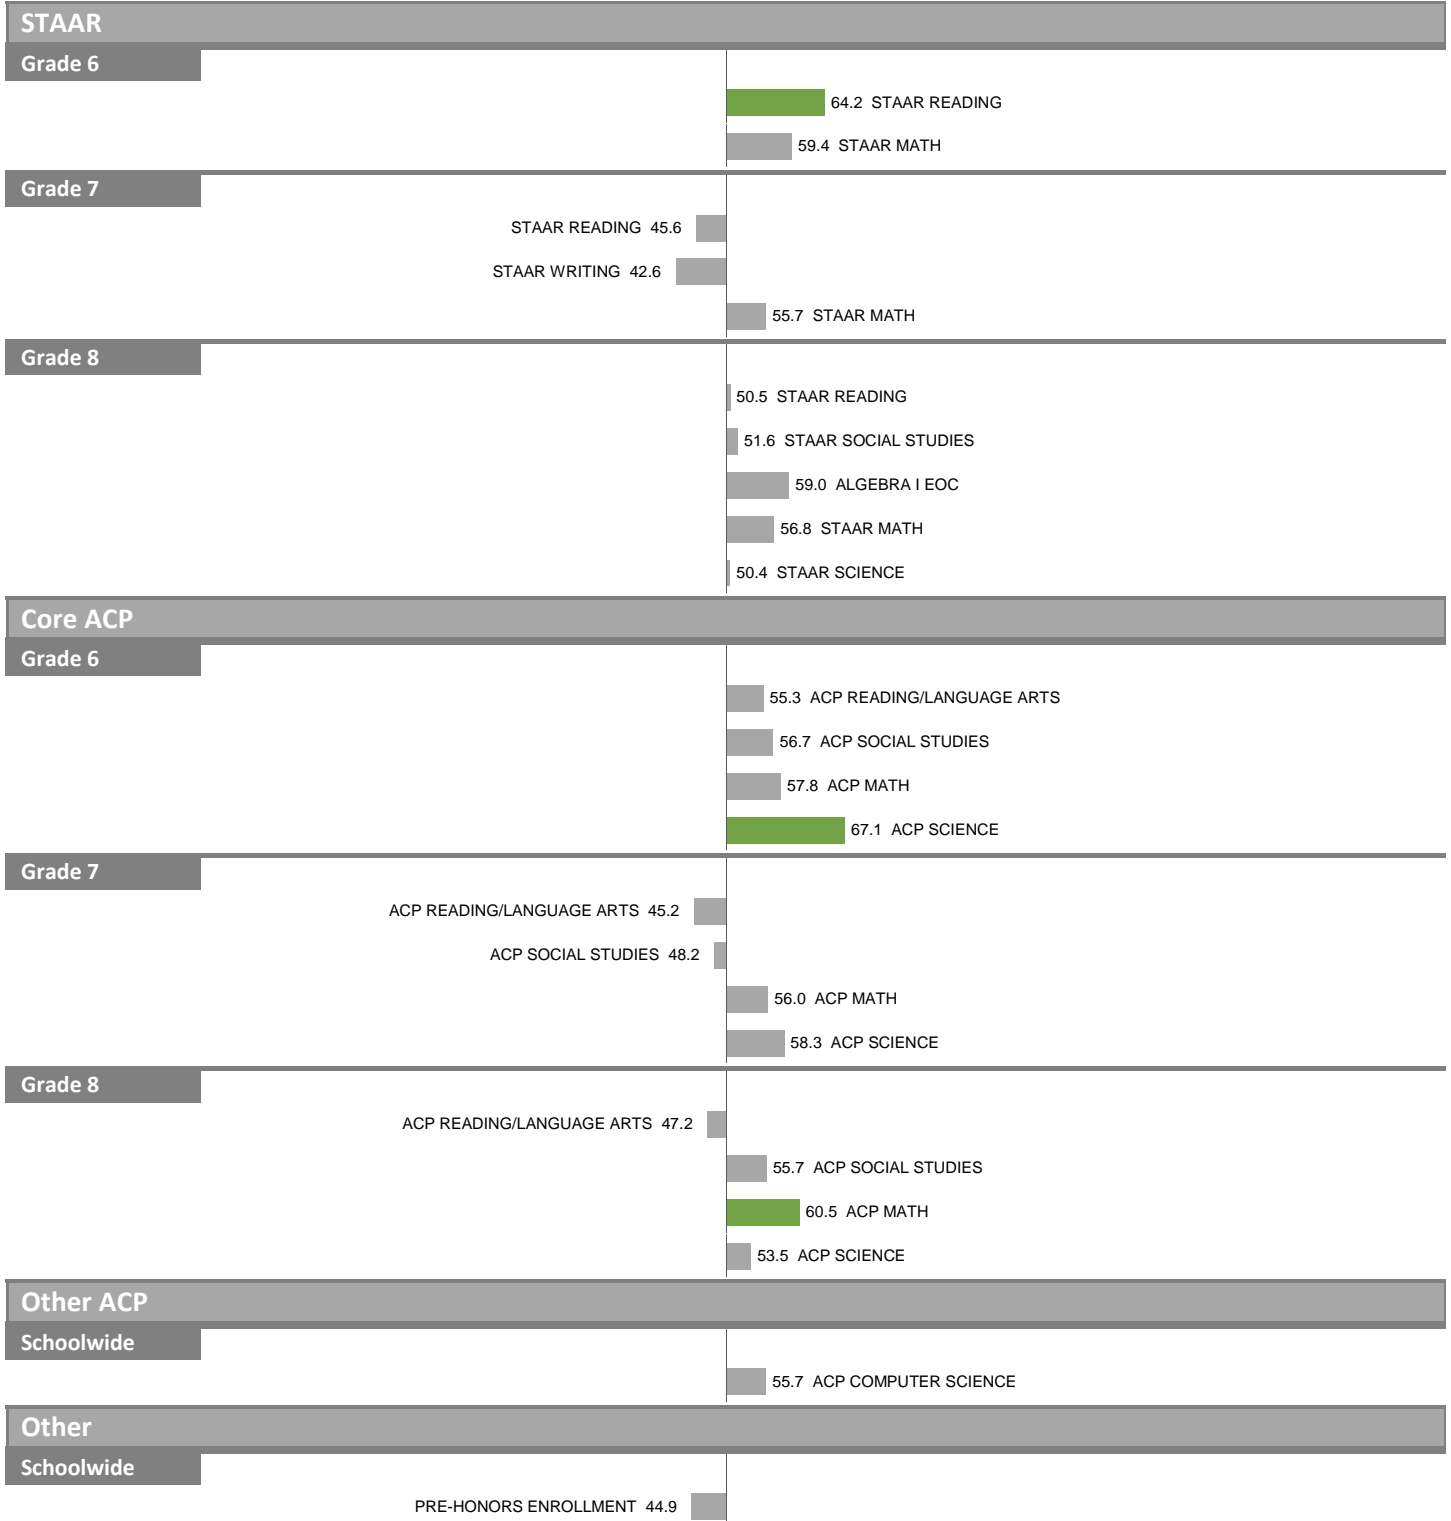 STAAR
Grade 6
64.2 STAAR READING
59.4 STAAR MATH
Grade 7
STAAR READING 45.6
STAAR WRITING 42.6
55.7 STAAR MATH
Grade 8
50.5 STAAR READING
51.6 STAAR SOCIAL STUDIES
59.0 ALGEBRA I EOC
56.8 STAAR MATH
50.4 STAAR SCIENCE
Core ACP
Grade 6
55.3 ACP READING/LANGUAGE ARTS
56.7 ACP SOCIAL STUDIES
57.8 ACP MATH
67.1 ACP SCIENCE
Grade 7
ACP READING/LANGUAGE ARTS 45.2
ACP SOCIAL STUDIES 48.2
56.0 ACP MATH
58.3 ACP SCIENCE
Grade 8
ACP READING/LANGUAGE ARTS 47.2
55.7 ACP SOCIAL STUDIES
60.5 ACP MATH
53.5 ACP SCIENCE
Other ACP
Schoolwide
55.7 ACP COMPUTER SCIENCE
Other
Schoolwide
PRE-HONORS ENROLLMENT 44.9